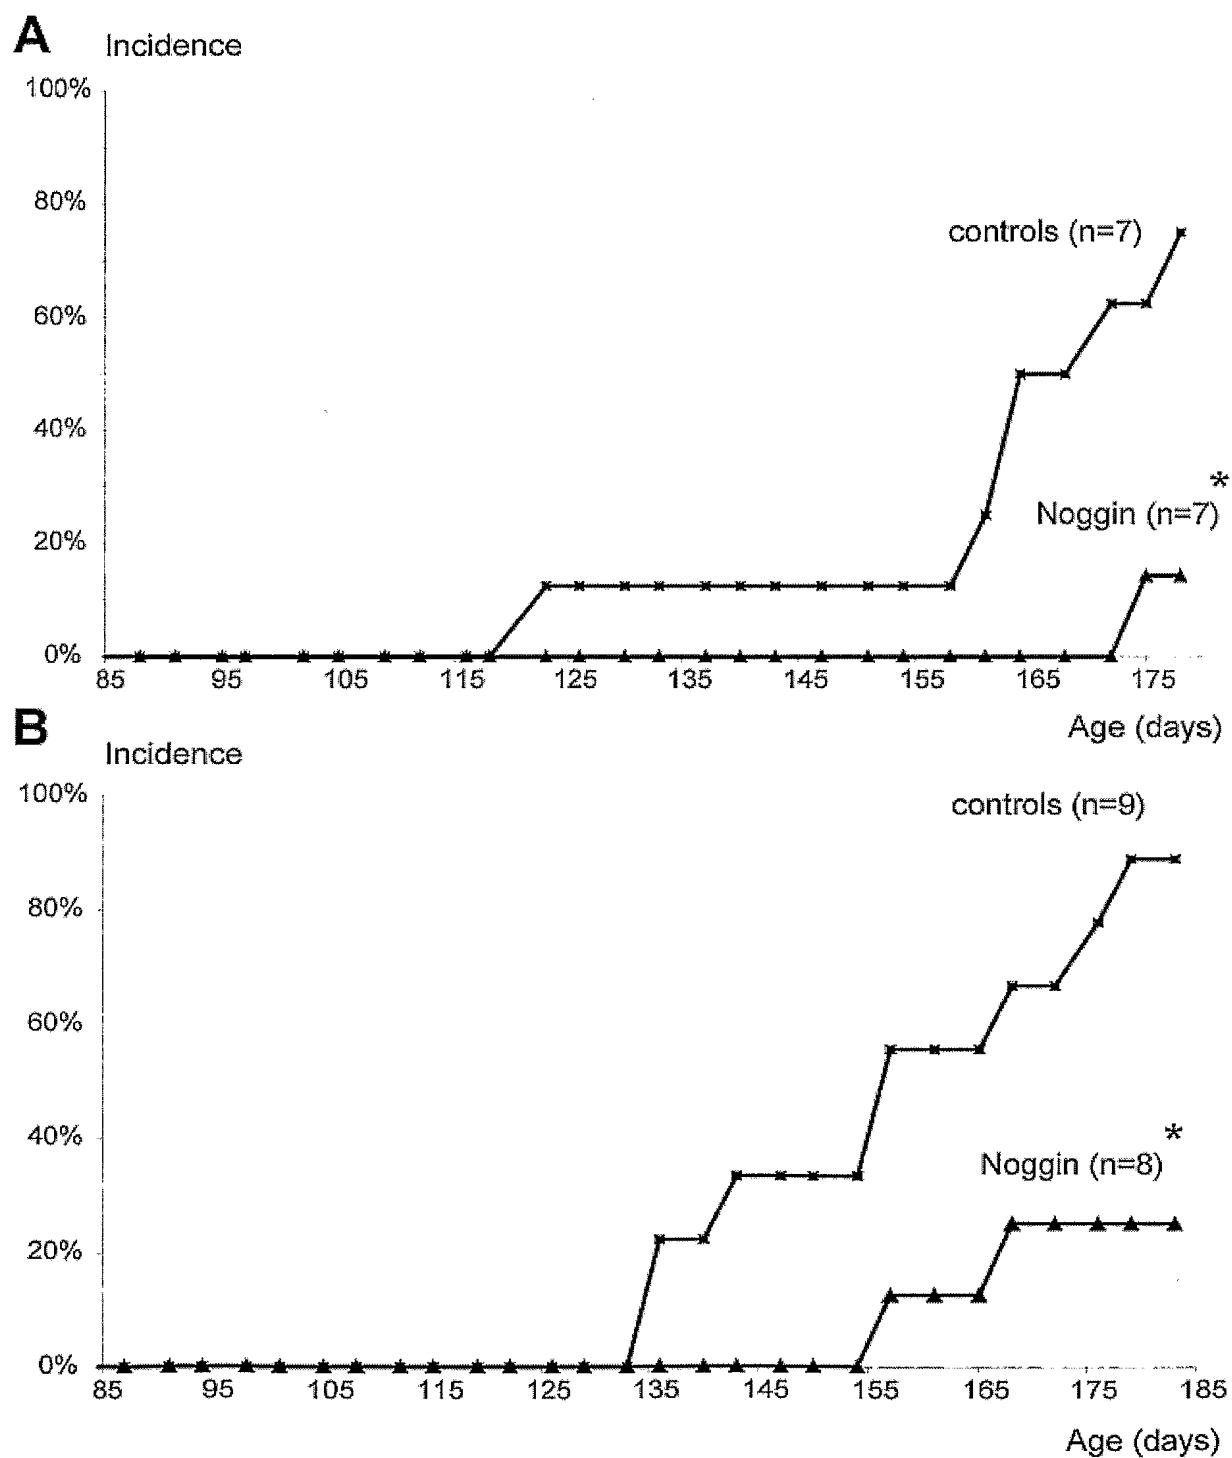 A
Incidence
100%
80%
controls (n=7)
60%
40%
*
Noggin (n=7)
20%
0%
85 95 105 115 125 135 145 155 165 175
Age (days)
B
Incidence
100%
controls (n=9)
80%
60%
40%
*
Noggin (n=8)
20%
0%
85 95 105 115 125 135 145 155 165 175 185
Age (days)